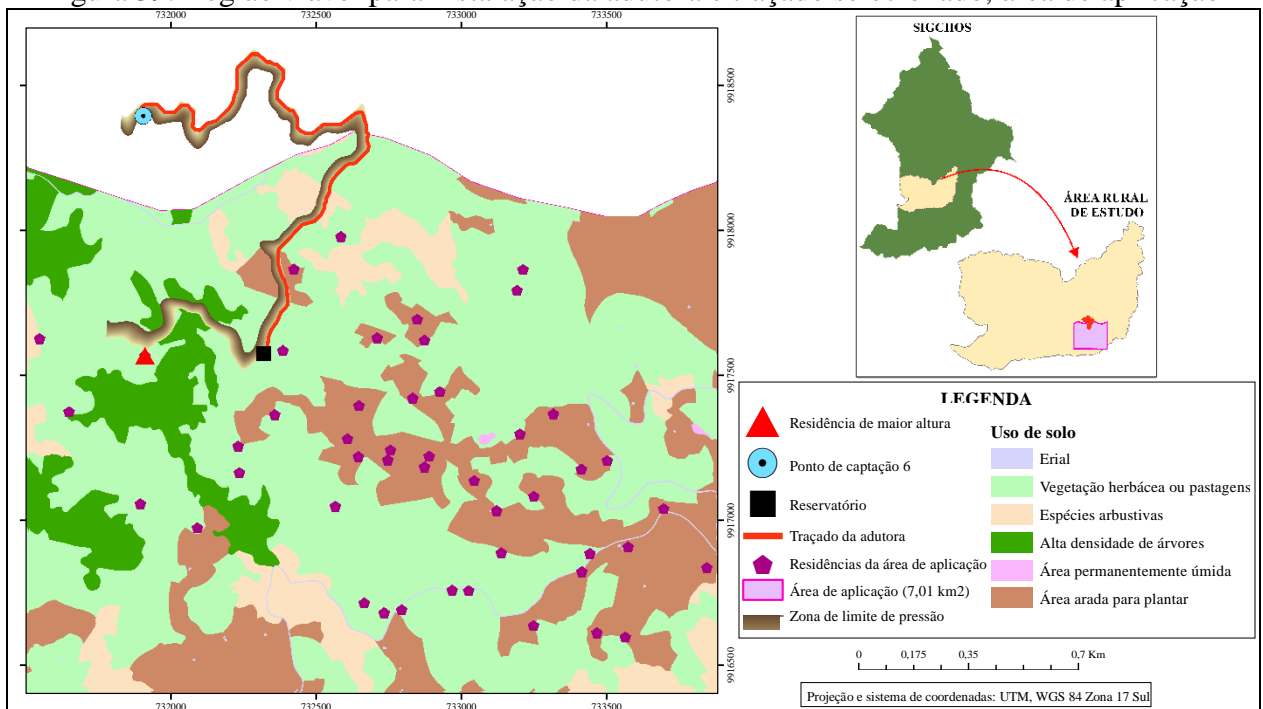 732000 732500 733000 733500
9918500
9918000
9917500
9917000
9916500
732000 732500 733000 733500
SIGCHOS
ÁREA RURAL
DE ESTUDO
LEGENDA
Residência de maior altura
Ponto de captação 6
Reservatório
Traçado da adutora
Residências da área de aplicação
Área de aplicação (7,01 km2)
Zona de limite de pressão
Uso de solo
Erial
Vegetação herbácea ou pastagens
Espécies arbustivas
Alta densidade de árvores
Área permanentemente úmida
Área arada para plantar
0 0,175 0,35 0,7 Km
Projeção e sistema de coordenadas: UTM, WGS 84 Zona 17 Sul